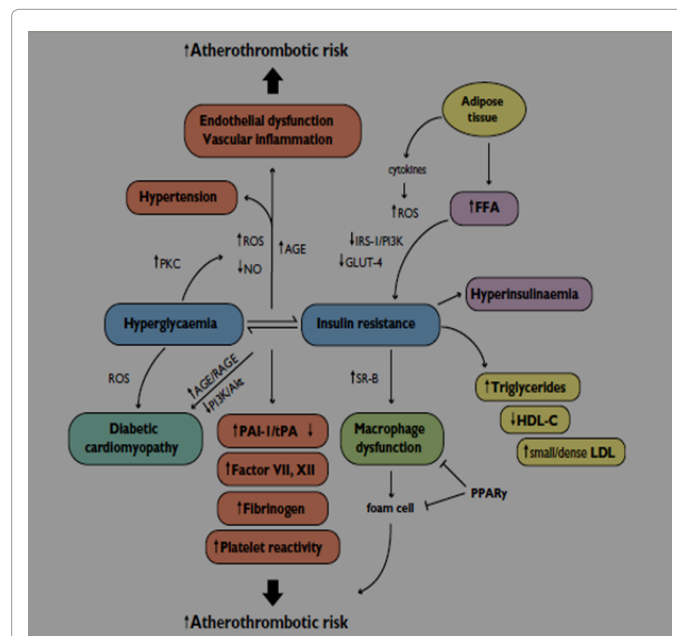 ↑Atherothrombotic risk
Endothelial dysfunction
Vascular inflammation
Adipose
tissue
Hypertension
cytokines
↑ROS
↑FFA
↑ROS
↓NO
↑AGE
↓IRS-1/PI3K
↓GLUT-4
↑PKC
Hyperinsulinaemia
Hyperglycaemia
Insulin resistance
ROS
↑AGE/RAGE
↓PI3K/Akt
↑SR-B
↑Triglycerides
↓HDL-C
↑small/dense LDL
Diabetic
cardiomyopathy
↑PAI-1/tPA ↓
↑Factor VII, XII
↑Fibrinogen
↑Platelet reactivity
Macrophage
dysfunction
foam cell
PPARγ
↑Atherothrombotic risk